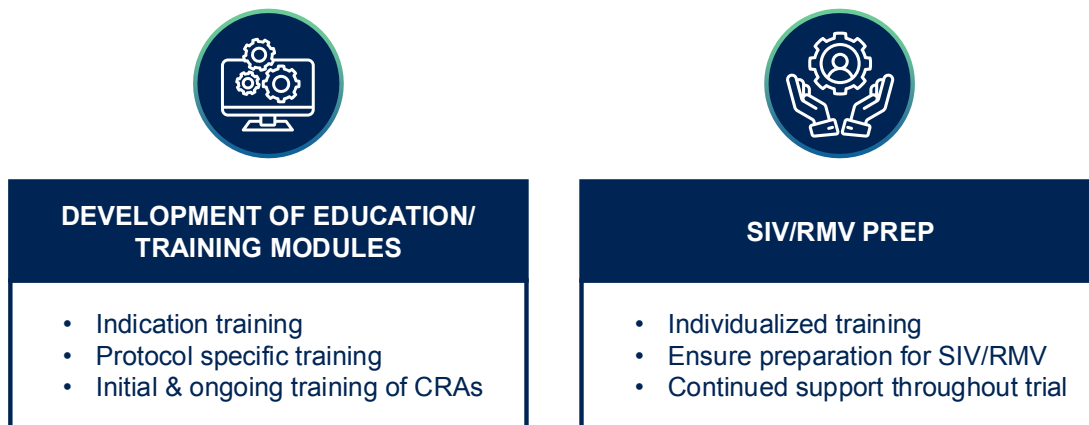 DEVELOPMENT OF EDUCATION/
TRAINING MODULES
• Indication training
• Protocol specific training
• Initial & ongoing training of CRAs
SIV/RMV PREP
• Individualized training
• Ensure preparation for SIV/RMV
• Continued support throughout trial